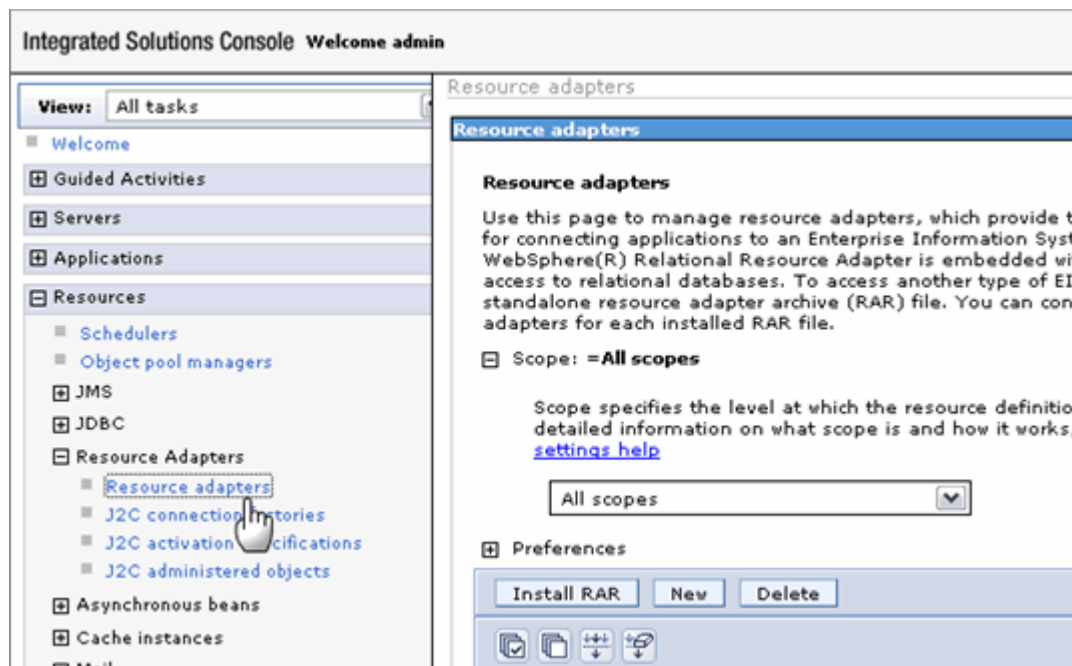 Integrated Solutions Console Welcome admin
View: All tasks
Welcome
Guided Activities
Servers
Applications
Resources
Schedulers
Object pool managers
JMS
JDBC
Resource Adapters
Resource adapters
J2C connection
J2C activation
J2C administered objects
Asynchronous beans
Cache instances
Resource adapters
Resource adapters
Resource adapters
Use this page to manage resource adapters, which provide t
for connecting applications to an Enterprise Information Syst
WebSphere(R) Relational Resource Adapter is embedded wi
access to relational databases. To access another type of EI
standalone resource adapter archive (RAR) file. You can con
adapters for each installed RAR file.
Scope: =All scopes
Scope specifies the level at which the resource definitio
detailed information on what scope is and how it works,
settings help
All scopes
Preferences
Install RAR New Delete